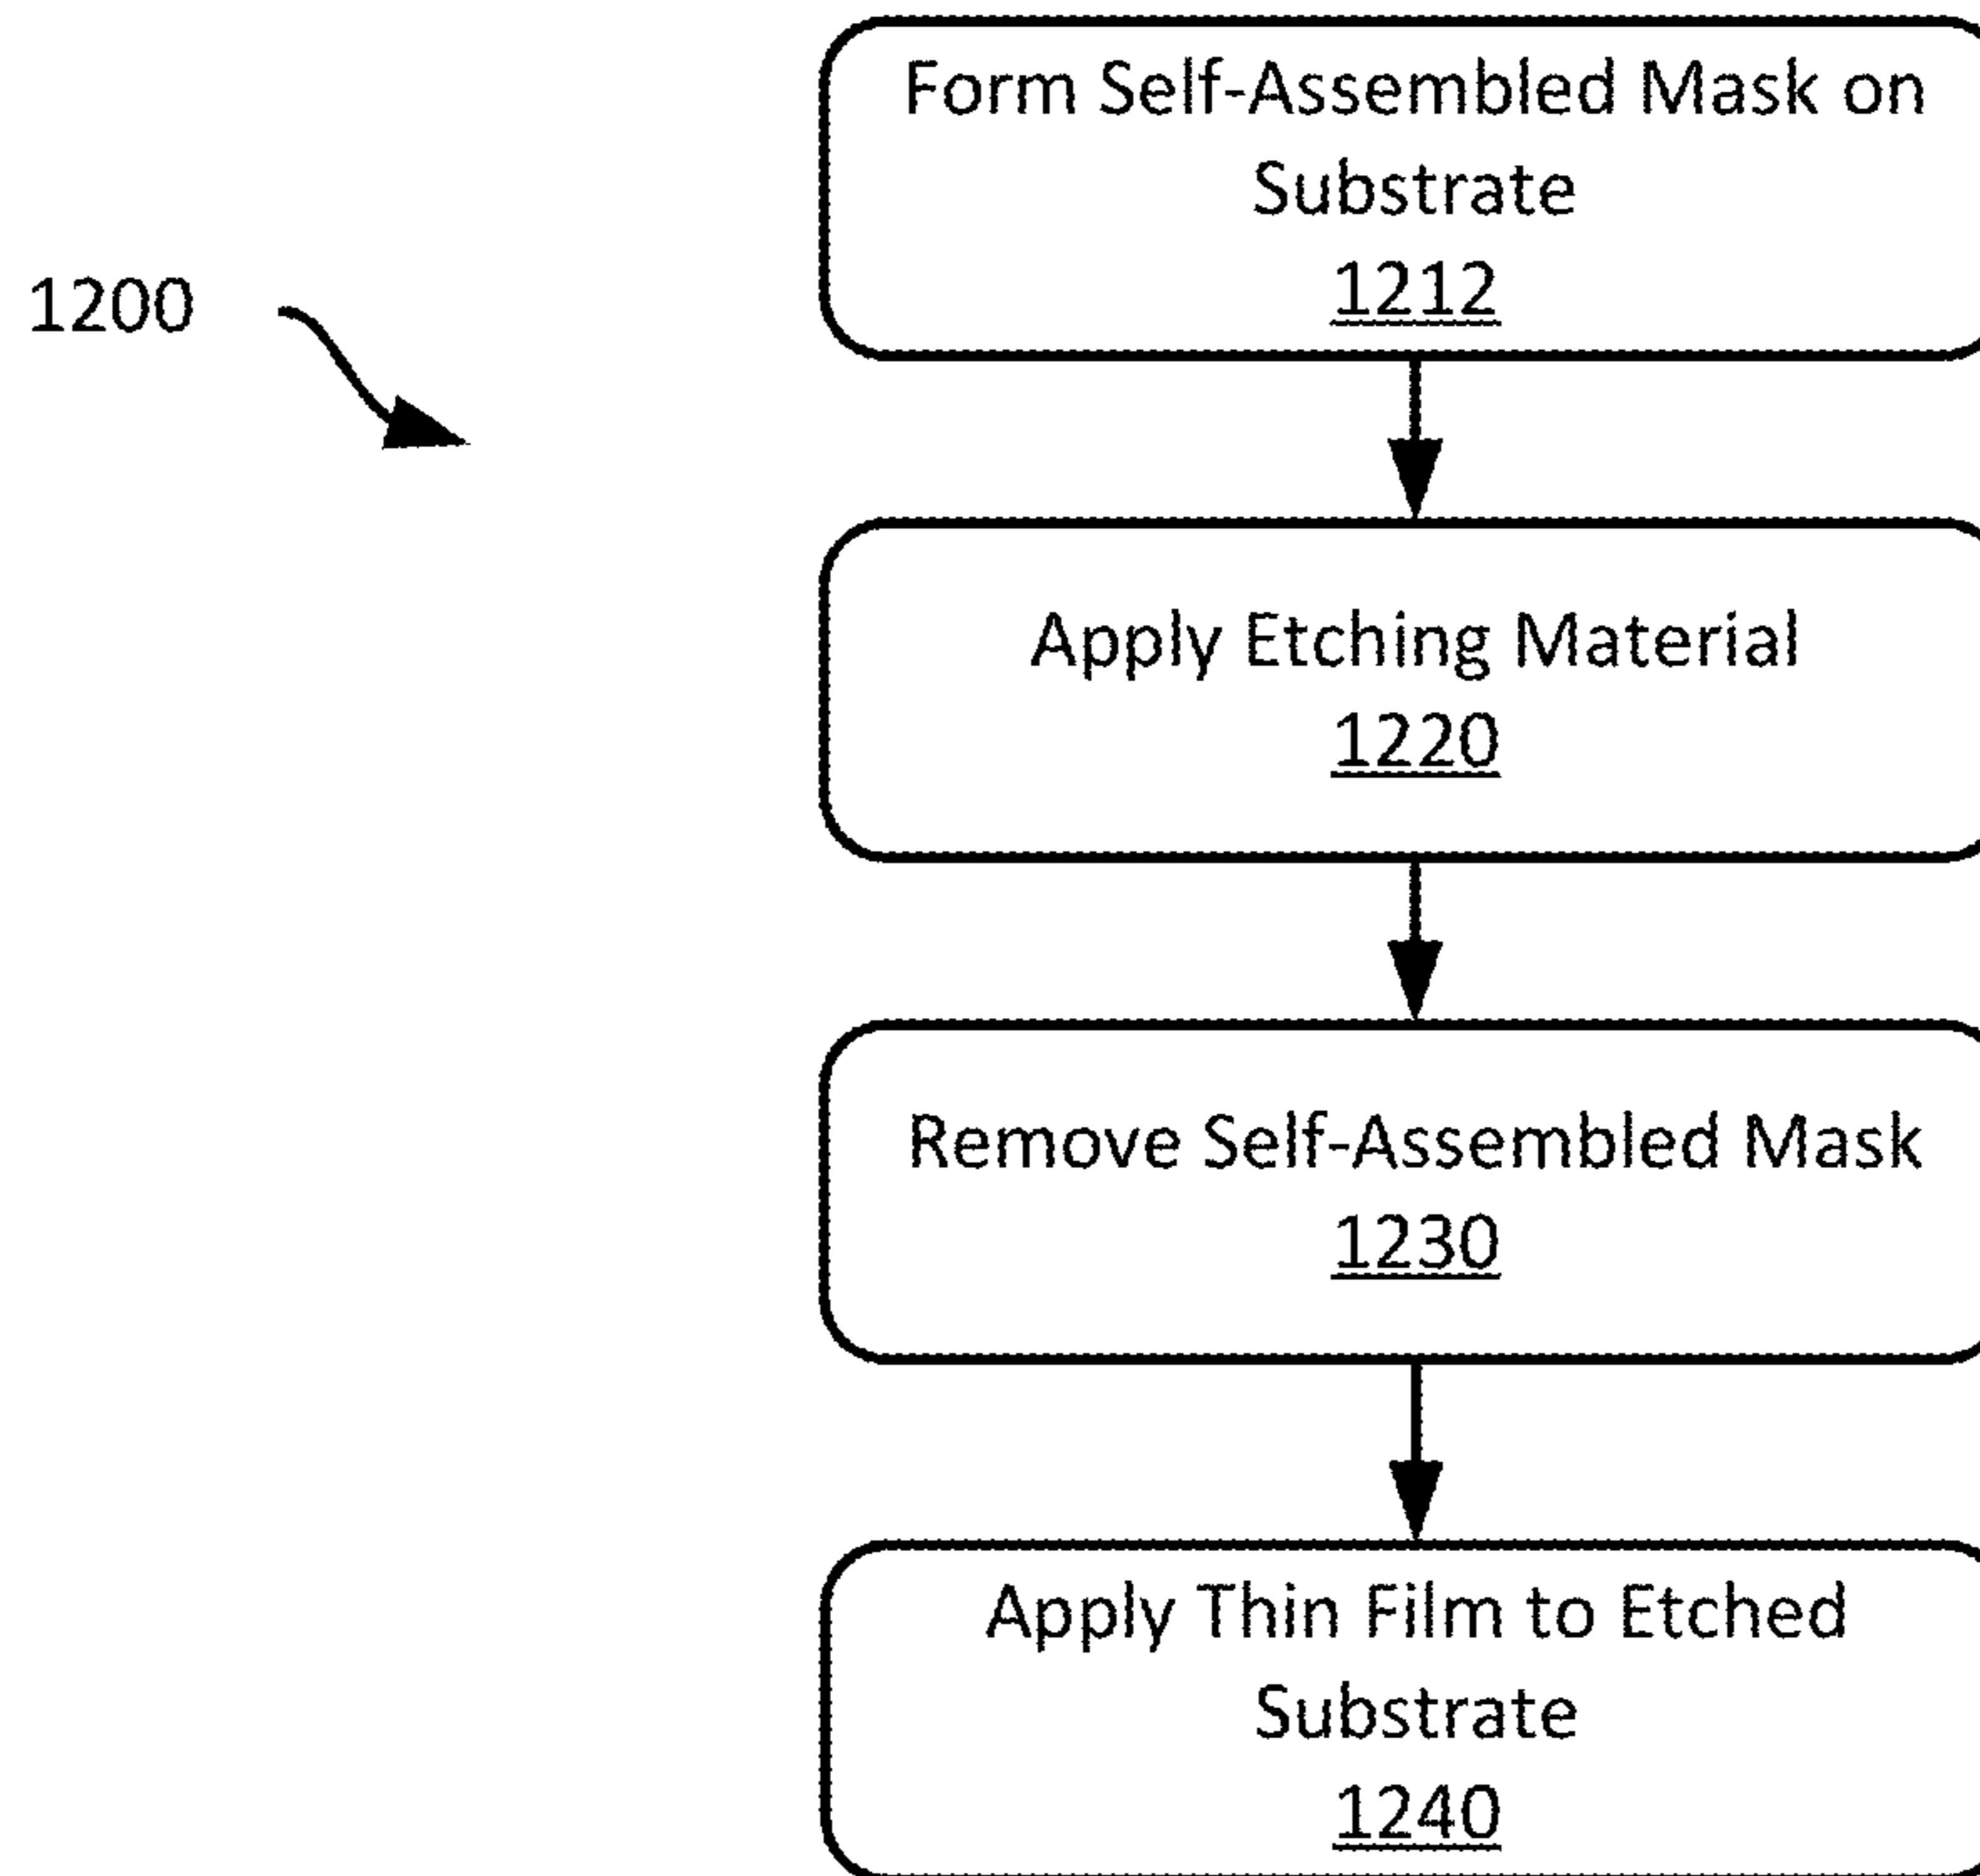 Form Self-Assembled Mask on
Substrate
1212
1200
Apply Etching Material
1220
Remove Self-Assembled Mask
1230
Apply Thin Film to Etched
Substrate
1240